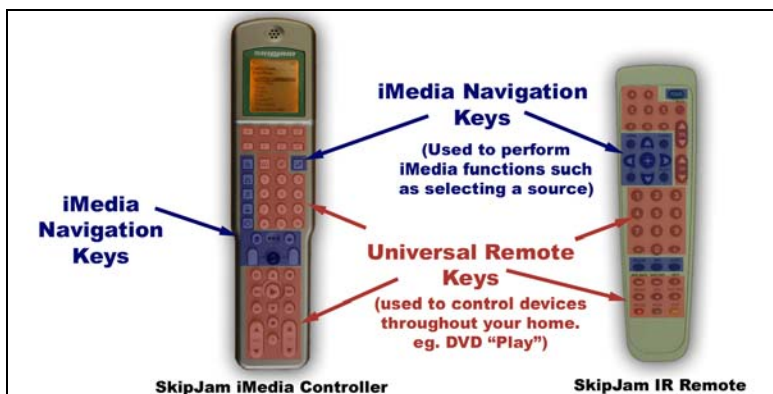 iMedia Navigation
Keys
(Used to perform
iMedia functions such
as selecting a source)
iMedia
Navigation
Keys
Universal Remote
Keys
(used to control devices
throughout your home.
eg. DVD “Play”)
SkipJam iMedia Controller
SkipJam IR Remote